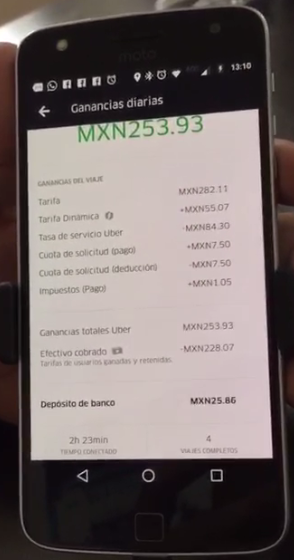 moto
13:10
Ganancias diarias
MXN253.93
GANANCIAS DEL VIAJE
Tarifa MXN282.11
Tarifa Dinámica +MXN55.07
Tasa de servicio Uber -MXN84.30
Cuota de solicitud (pago) +MXN7.50
Cuota de solicitud (deducción) -MXN7.50
Impuestos (Pago) +MXN1.05
Ganancias totales Uber MXN253.93
Efectivo cobrado -MXN228.07
Tarifas de usuarios ganadas y retenidas.
Depósito de banco MXN25.86
2h 23min 4
TIEMPO CONECTADO VIAJES COMPLETOS